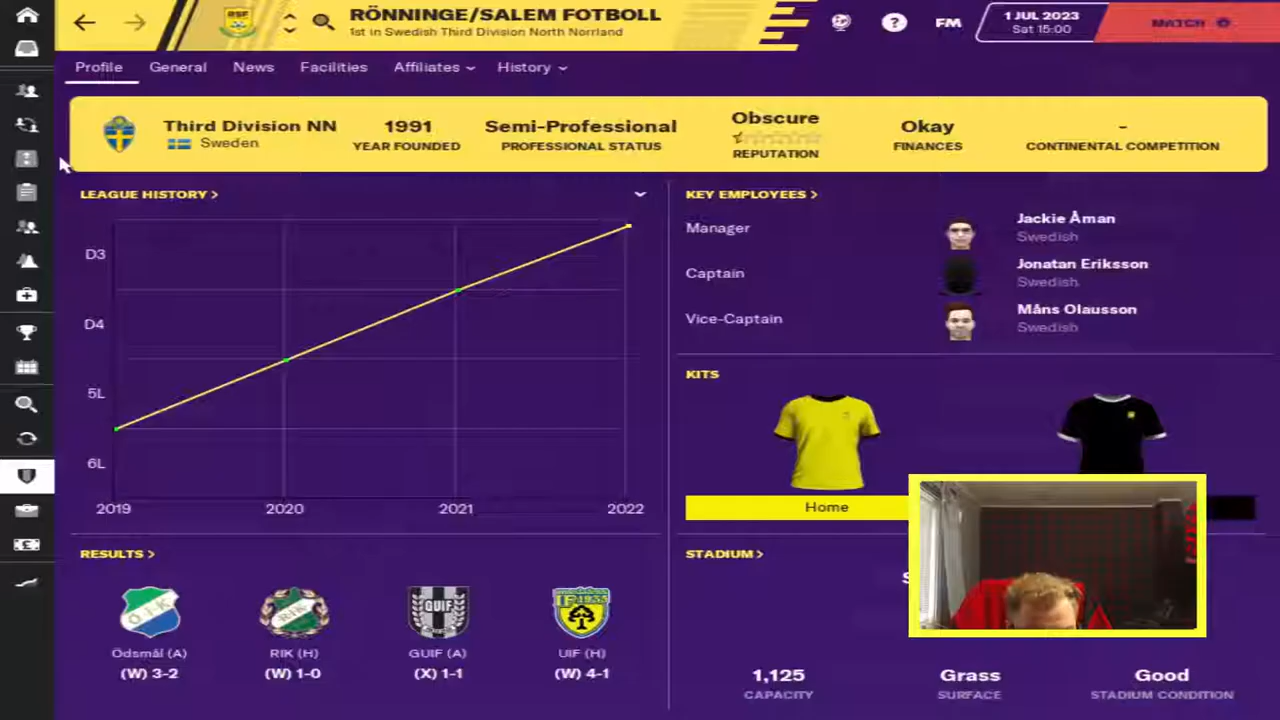 RÖNNINGE/SALEM FOTBOLL
1st in Swedish Third Division North Norrland
?
FM
1 JUL 2023
Sat 15:00
MATCH
Profile
General
News
Facilities
Affiliates
History
Third Division NN
Sweden
1991
YEAR FOUNDED
Semi-Professional
PROFESSIONAL STATUS
Obscure
REPUTATION
Okay
FINANCES
-
CONTINENTAL COMPETITION
LEAGUE HISTORY >
D3
D4
5L
6L
2019
2020
2021
2022
KEY EMPLOYEES >
Manager
Jackie Åman
Swedish
Captain
Jonatan Eriksson
Swedish
Vice-Captain
Måns Olausson
Swedish
KITS
Home
RESULTS >
Ödsmål (A)
(W) 3-2
RIK (H)
(W) 1-0
GUIF
GUIF (A)
(X) 1-1
UIF (H)
(W) 4-1
STADIUM >
1,125
CAPACITY
Grass
SURFACE
Good
STADIUM CONDITION